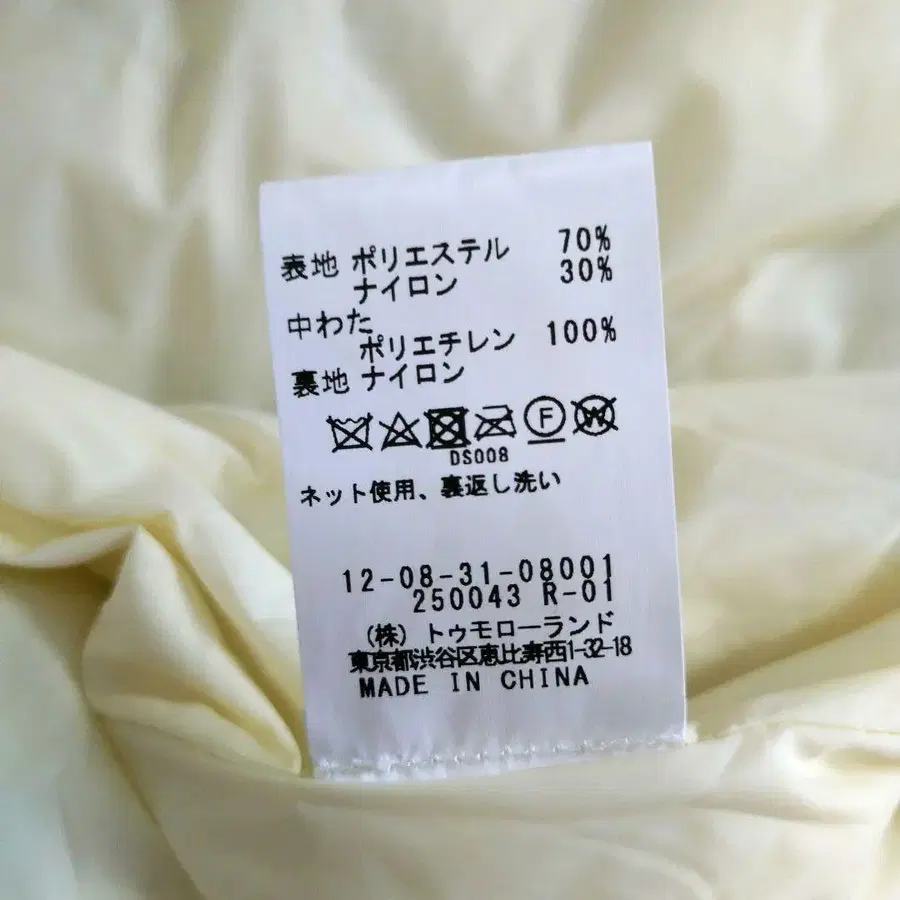 表地 ポリエステル 70%
ナイロン 30%
中わた
ポリエチレン 100%
裏地 ナイロン
F W
DS008
ネット使用、裏返し洗い
12-08-31-08001
250043 R-01
(株) トゥモローランド
東京都渋谷区恵比寿西1-32-18
MADE IN CHINA